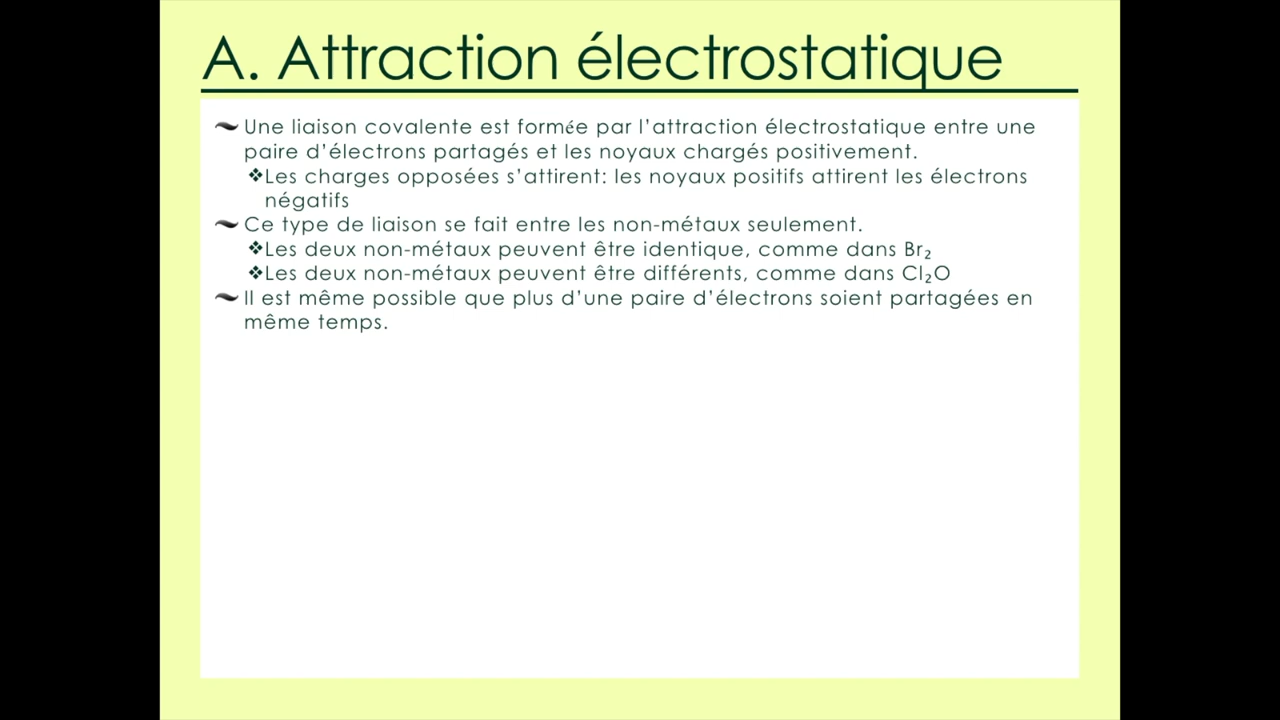 A. Attraction électrostatique
Une liaison covalente est formée par l’attraction électrostatique entre une
paire d’électrons partagés et les noyaux chargés positivement.
❖Les charges opposées s’attirent: les noyaux positifs attirent les électrons
négatifs
Ce type de liaison se fait entre les non-métaux seulement.
❖Les deux non-métaux peuvent être identique, comme dans Br₂
❖Les deux non-métaux peuvent être différents, comme dans Cl₂O
Il est même possible que plus d’une paire d’électrons soient partagées en
même temps.